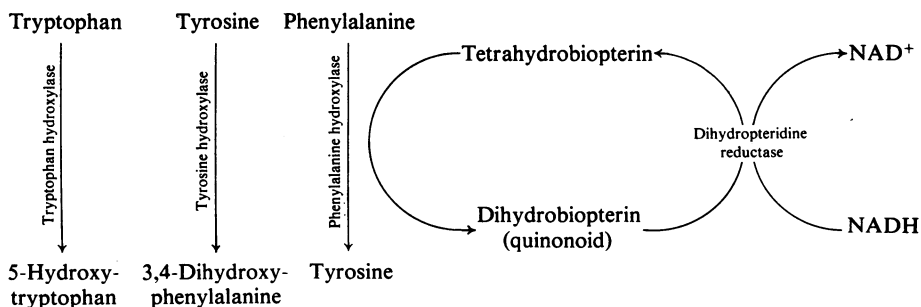 Tryptophan
Tyrosine
Phenylalanine
Tetrahydrobiopterin
NAD+
Tryptophan hydroxylase
Tyrosine hydroxylase
Phenylalanine hydroxylase
Dihydropteridine
reductase
Dihydrobiopterin
(quinonoid)
NADH
5-Hydroxy-
tryptophan
3,4-Dihydroxy-
phenylalanine
Tyrosine